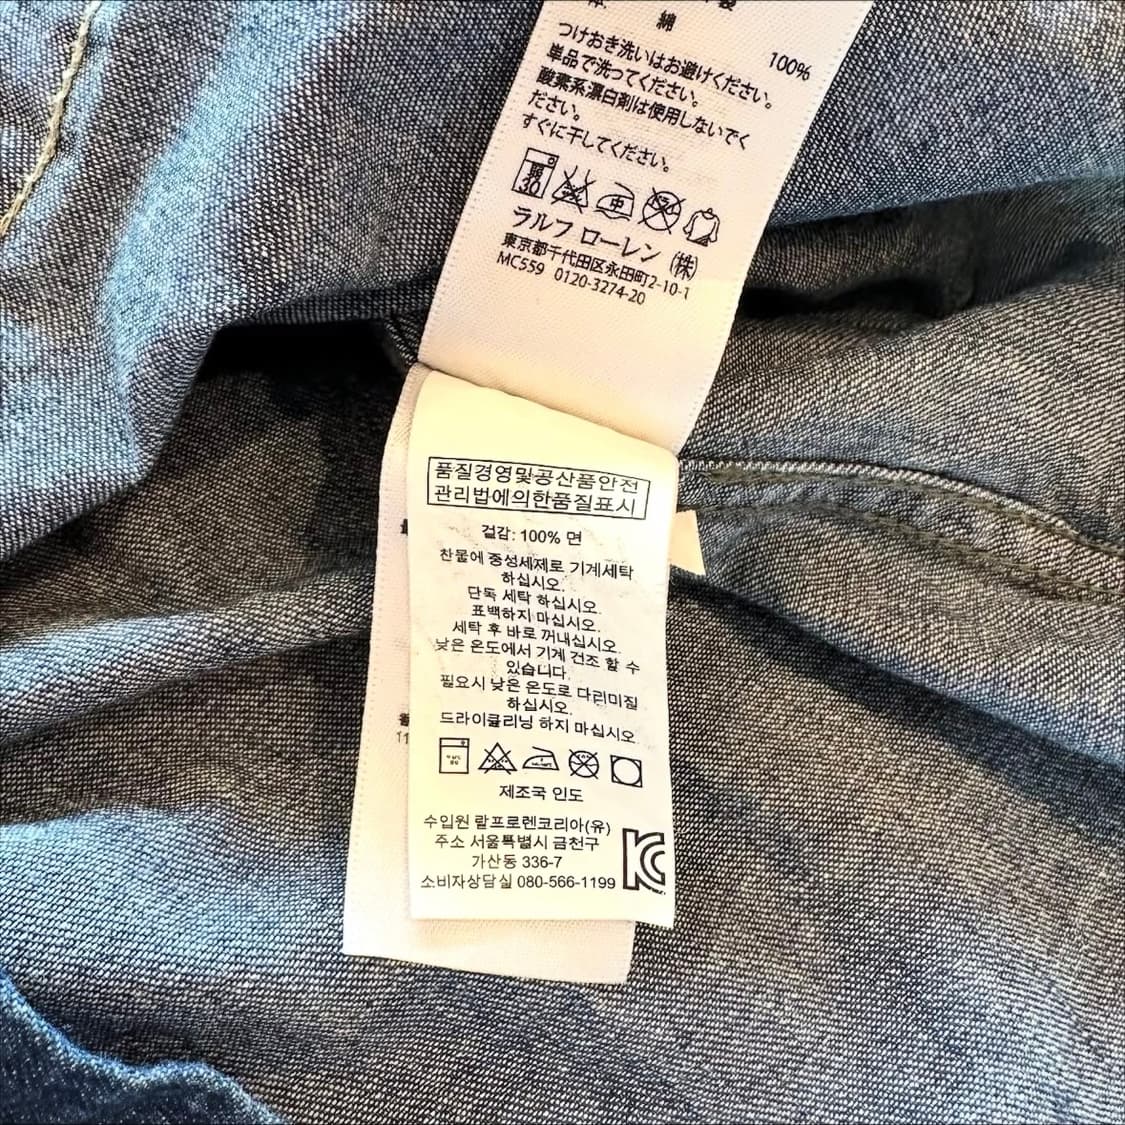 綿
100%
つけおき洗いはお避けください。
単品で洗ってください。
酸素系漂白剤は使用しないでく
ださい。
すぐに干してください。
ラルフ ローレン (株)
東京都千代田区永田町2-10-1
MC559 0120-3274-20
품질경영및공산품안전
관리법에의한품질표시
겉감: 100% 면
찬물에 중성세제로 기계세탁
하십시오.
단독 세탁 하십시오.
표백하지 마십시오.
세탁 후 바로 꺼내십시오.
낮은 온도에서 기계 건조 할 수
있습니다.
필요시 낮은 온도로 다리미질
하십시오.
드라이클리닝 하지 마십시오.
제조국 인도
수입원 랄프로렌코리아(유)
주소 서울특별시 금천구
가산동 336-7
소비자상담실 080-566-1199